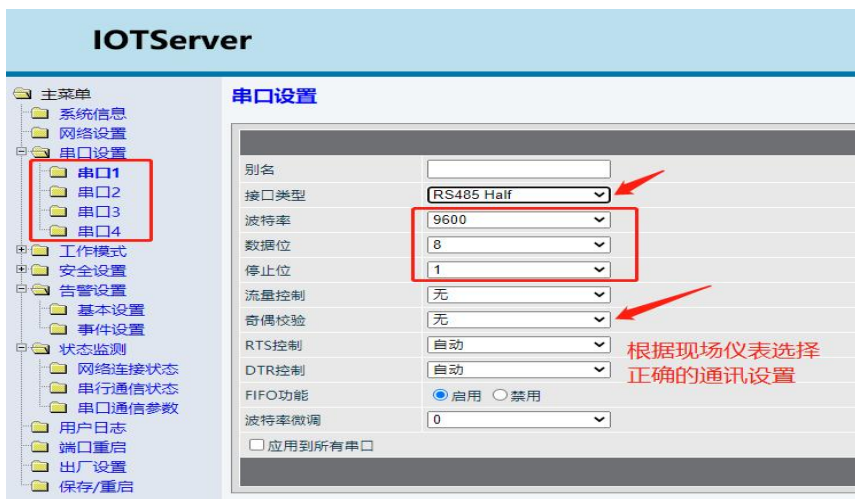 IOTServer
主菜单
系统信息
网络设置
串口设置
串口1
串口2
串口3
串口4
工作模式
安全设置
告警设置
基本设置
事件设置
状态监测
网络连接状态
串行通信状态
串口通信参数
用户日志
端口重启
出厂设置
保存/重启
串口设置
别名
接口类型 RS485 Half
波特率 9600
数据位 8
停止位 1
流量控制 无
奇偶校验 无
RTS控制 自动
DTR控制 自动
FIFO功能 启用 禁用
波特率微调 0
应用到所有串口
根据现场仪表选择
正确的通讯设置